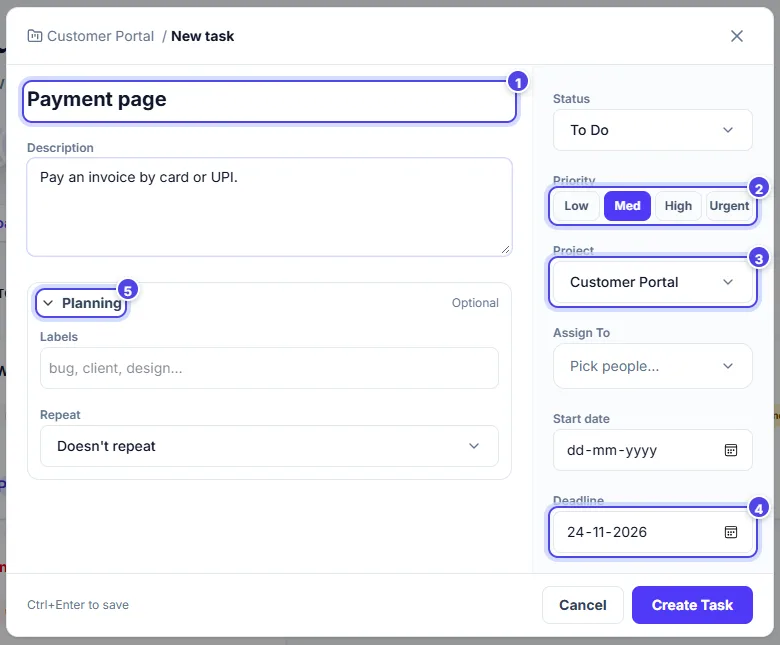 Customer Portal / New task
1
Payment page
Description
Pay an invoice by card or UPI.
5
Planning
Optional
Labels
bug, client, design...
Repeat
Doesn't repeat
Status
To Do
Priority
2
Low Med High Urgent
Project
3
Customer Portal
Assign To
Pick people...
Start date
dd-mm-yyyy
Deadline
4
24-11-2026
Ctrl+Enter to save
Cancel
Create Task